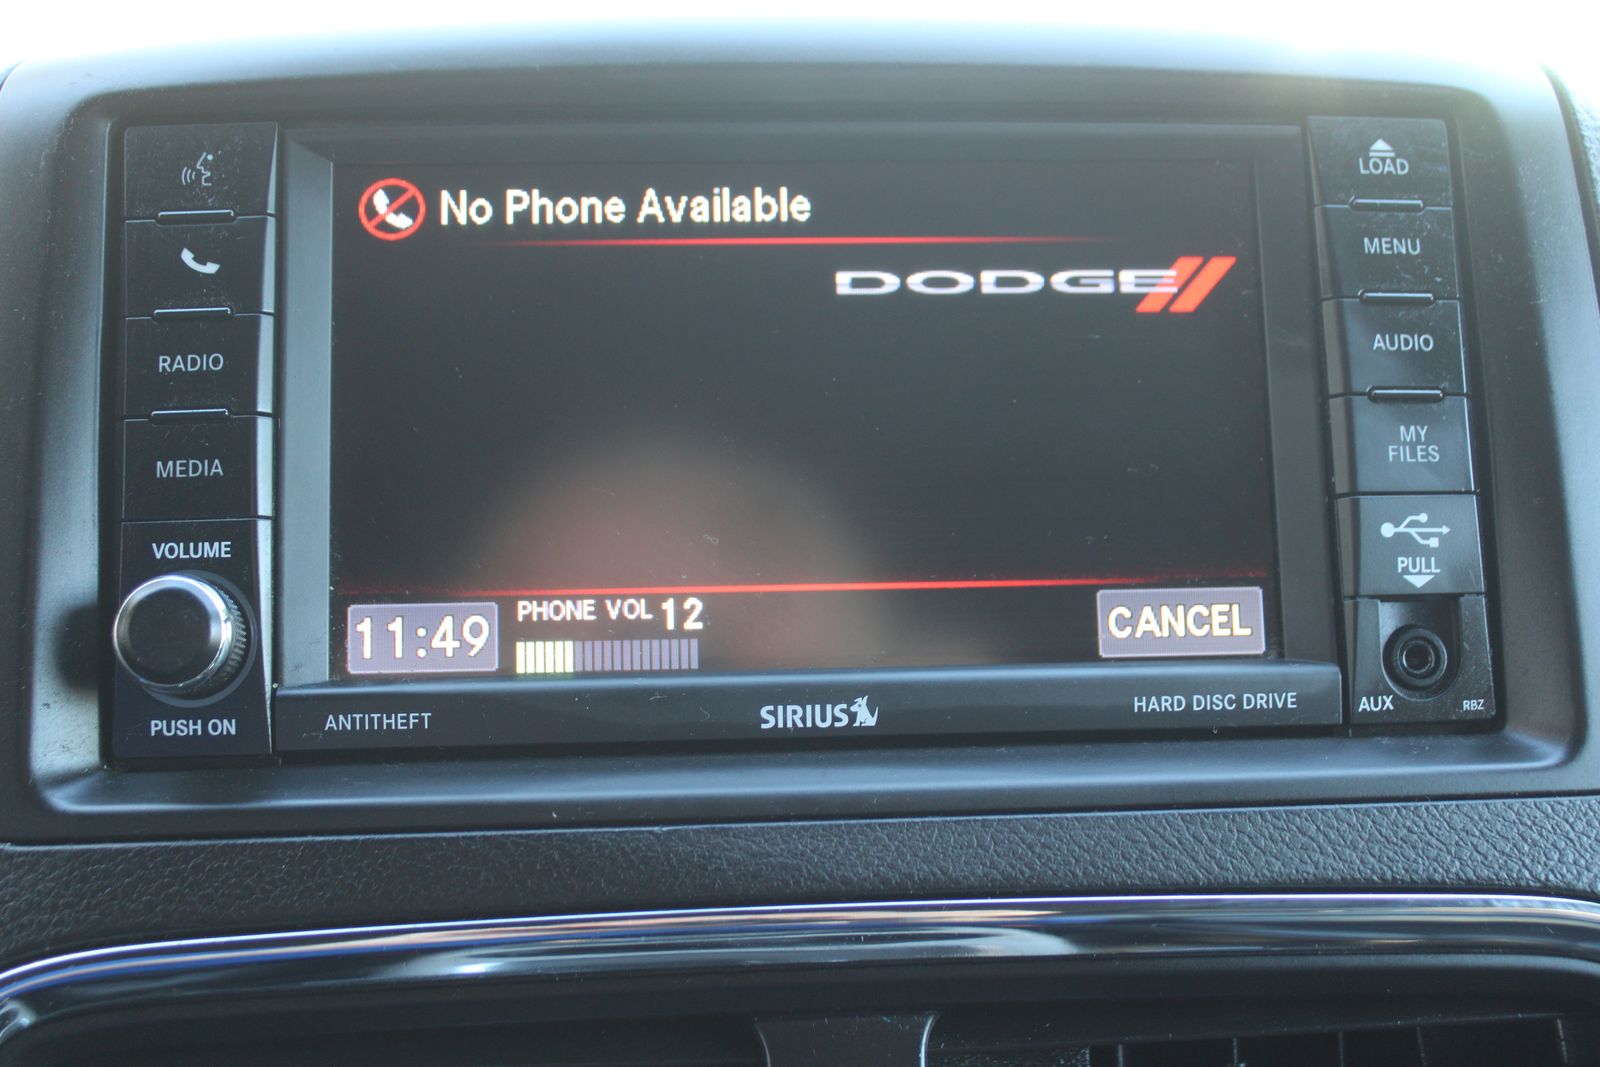 No Phone Available
DODGE
11:49
PHONE VOL 12
CANCEL
RADIO
MEDIA
VOLUME
PUSH ON
LOAD
MENU
AUDIO
MY
FILES
PULL
AUX
RBZ
ANTITHEFT
SIRIUS
HARD DISC DRIVE